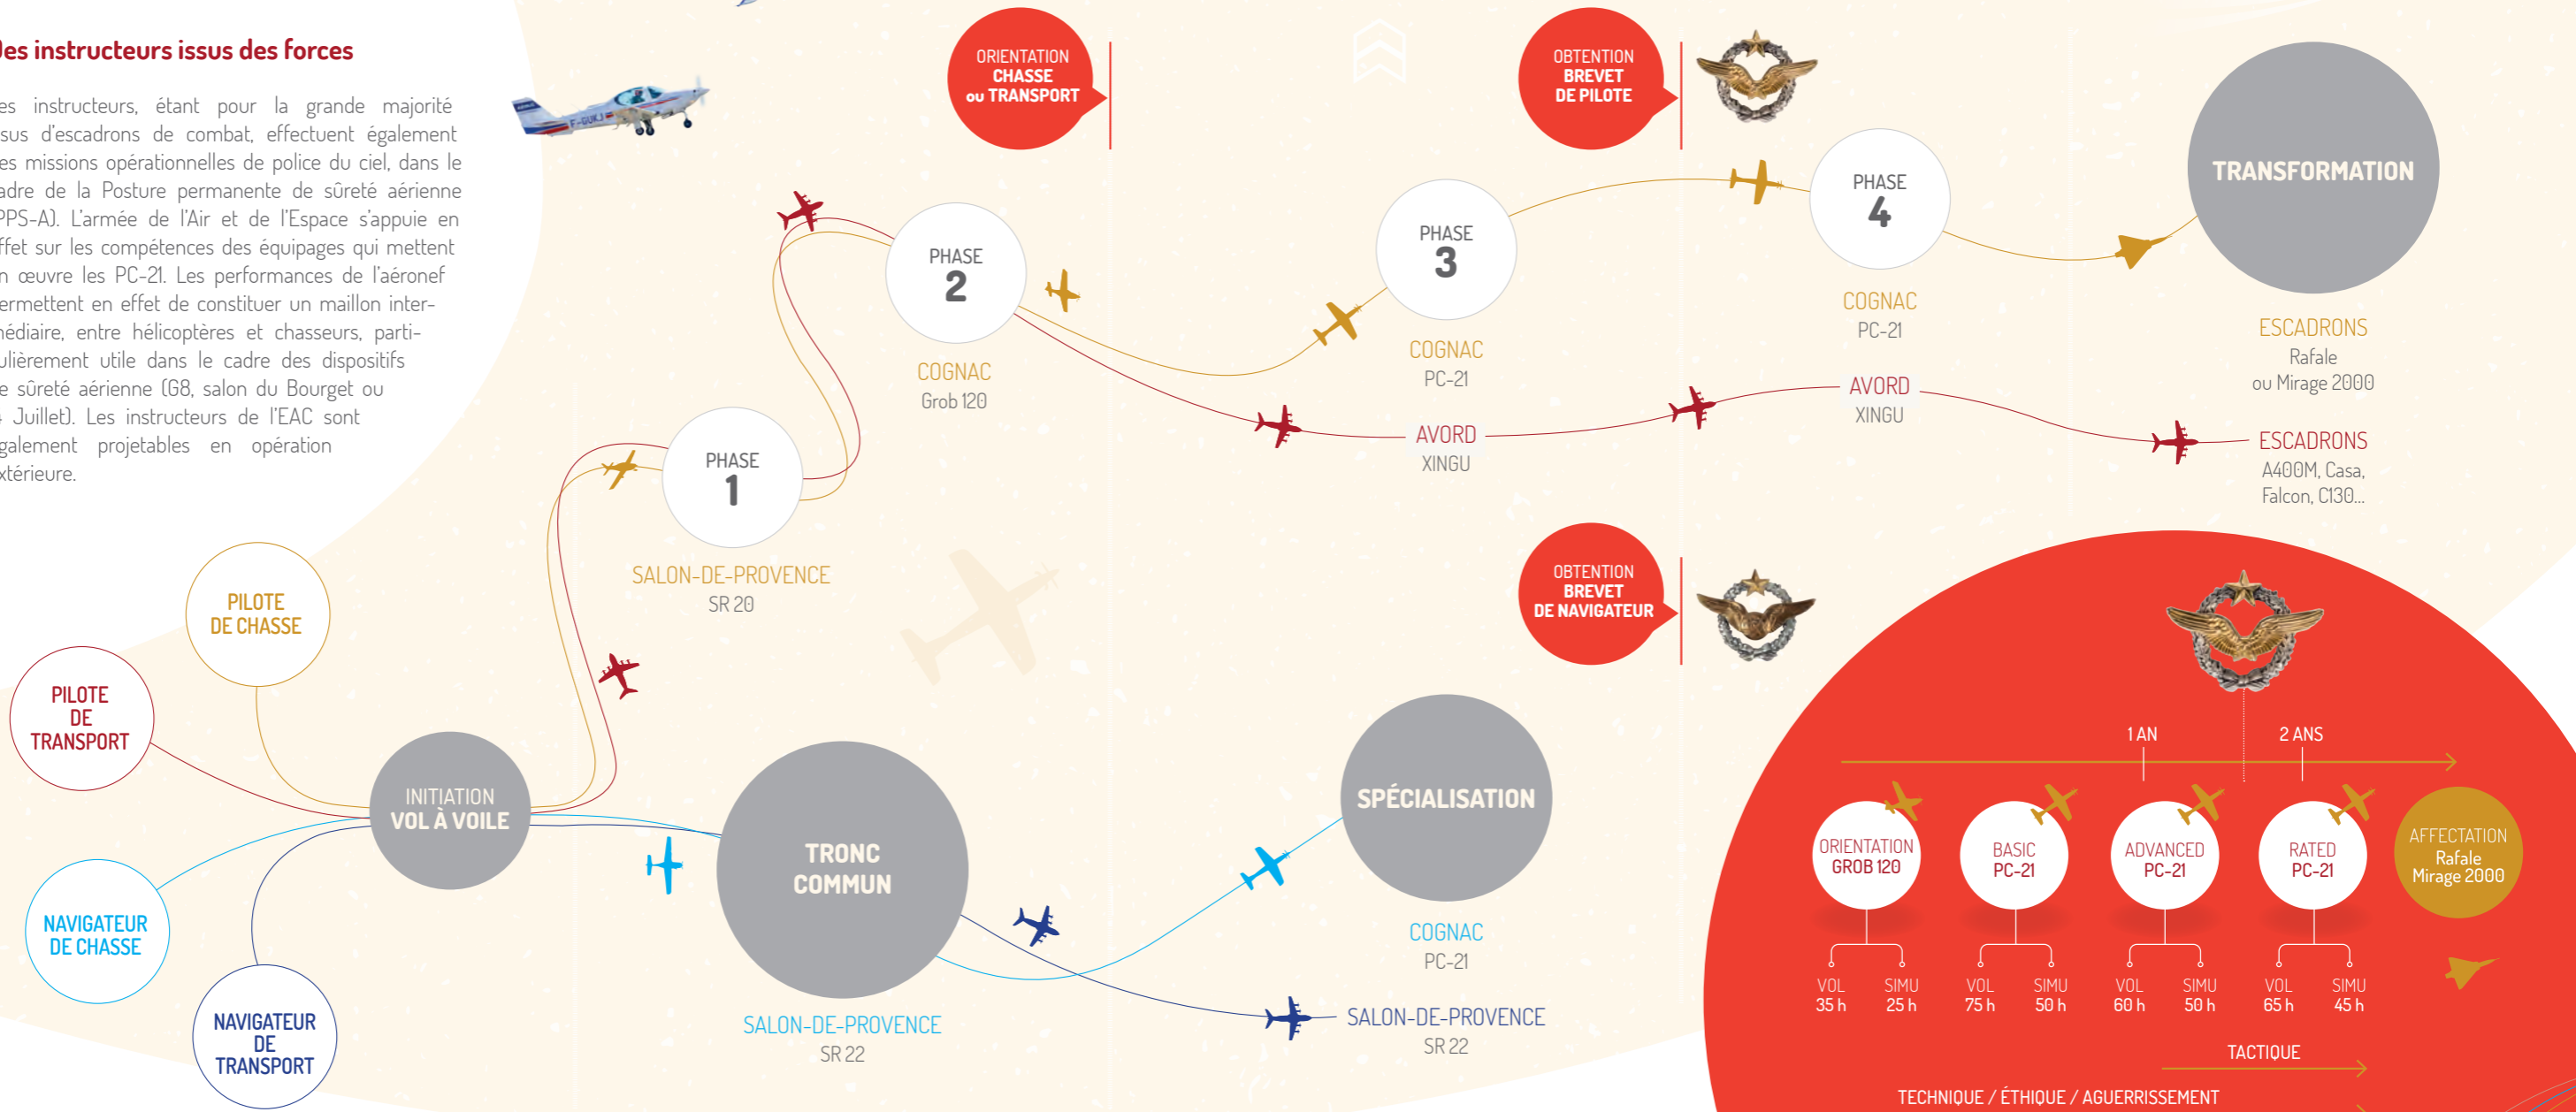 Des instructeurs issus des forces
instructeurs, étant pour la grande majorité
d'escadrons de combat, effectuent également
missions opérationnelles de police du ciel, dans le
de la Posture permanente de sûreté aérienne
PPS-A). L'armée de l'Air et de l'Espace s'appuie en
sur les compétences des équipages qui mettent
œuvre les PC-21. Les performances de l'aéronef
permettent en effet de constituer un maillon inter-
médiaire, entre hélicoptères et chasseurs, parti-
culièrement utile dans le cadre des dispositifs
sûreté aérienne (G8, salon du Bourget ou
Juillet). Les instructeurs de l'EAC sont
également projetables en opération
extérieure.
F-GUKJ
ORIENTATION
CHASSE
ou TRANSPORT
OBTENTION
BREVET
DE PILOTE
PHASE
1
SALON-DE-PROVENCE
SR 20
PHASE
2
COGNAC
Grob 120
PHASE
3
COGNAC
PC-21
AVORD
XINGU
PHASE
4
COGNAC
PC-21
AVORD
XINGU
TRANSFORMATION
ESCADRONS
Rafale
ou Mirage 2000
ESCADRONS
A400M, Casa,
Falcon, C130...
PILOTE
DE CHASSE
PILOTE
DE
TRANSPORT
NAVIGATEUR
DE CHASSE
NAVIGATEUR
DE
TRANSPORT
INITIATION
VOL À VOILE
TRONC
COMMUN
SALON-DE-PROVENCE
SR 22
OBTENTION
BREVET
DE NAVIGATEUR
SPÉCIALISATION
COGNAC
PC-21
SALON-DE-PROVENCE
SR 22
1 AN
2 ANS
ORIENTATION
GROB 120
VOL
35 h
SIMU
25 h
BASIC
PC-21
VOL
75 h
SIMU
50 h
ADVANCED
PC-21
VOL
60 h
SIMU
50 h
RATED
PC-21
VOL
65 h
SIMU
45 h
AFFECTATION
Rafale
Mirage 2000
TACTIQUE
TECHNIQUE / ÉTHIQUE / AGUERRISSEMENT